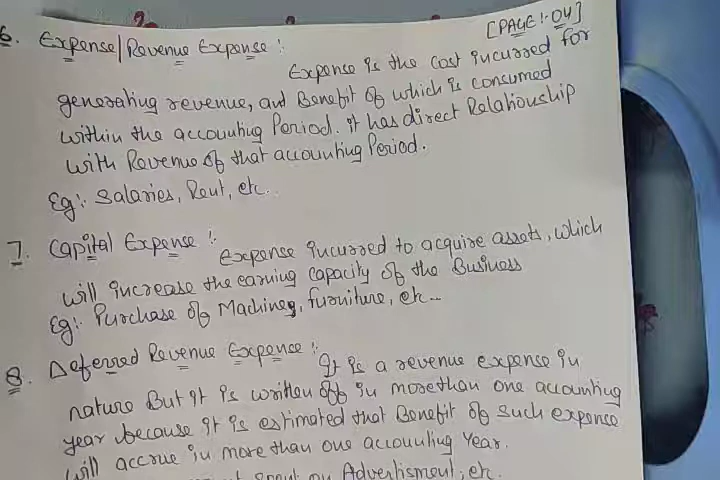 [PAGE:-04]
6. Expense/Revenue Expense :-
Expense is the cost incurred for
generating revenue, and Benefit of which is consumed
within the accounting Period. it has direct Relationship
with Revenue of that accounting Period.
Eg:- Salaries, Rent, etc..
7. Capital Expense :-
Expense incurred to acquire assets, which
will increase the earning capacity of the Business
Eg:- Purchase of Machines, furniture, etc...
8. Deferred Revenue Expence :-
It is a revenue expense in
nature But it is written off in morethan one accounting
year because it is estimated that Benefit of such expense
will accrue in more than one accounting Year.
spent on Advertisment, etc.